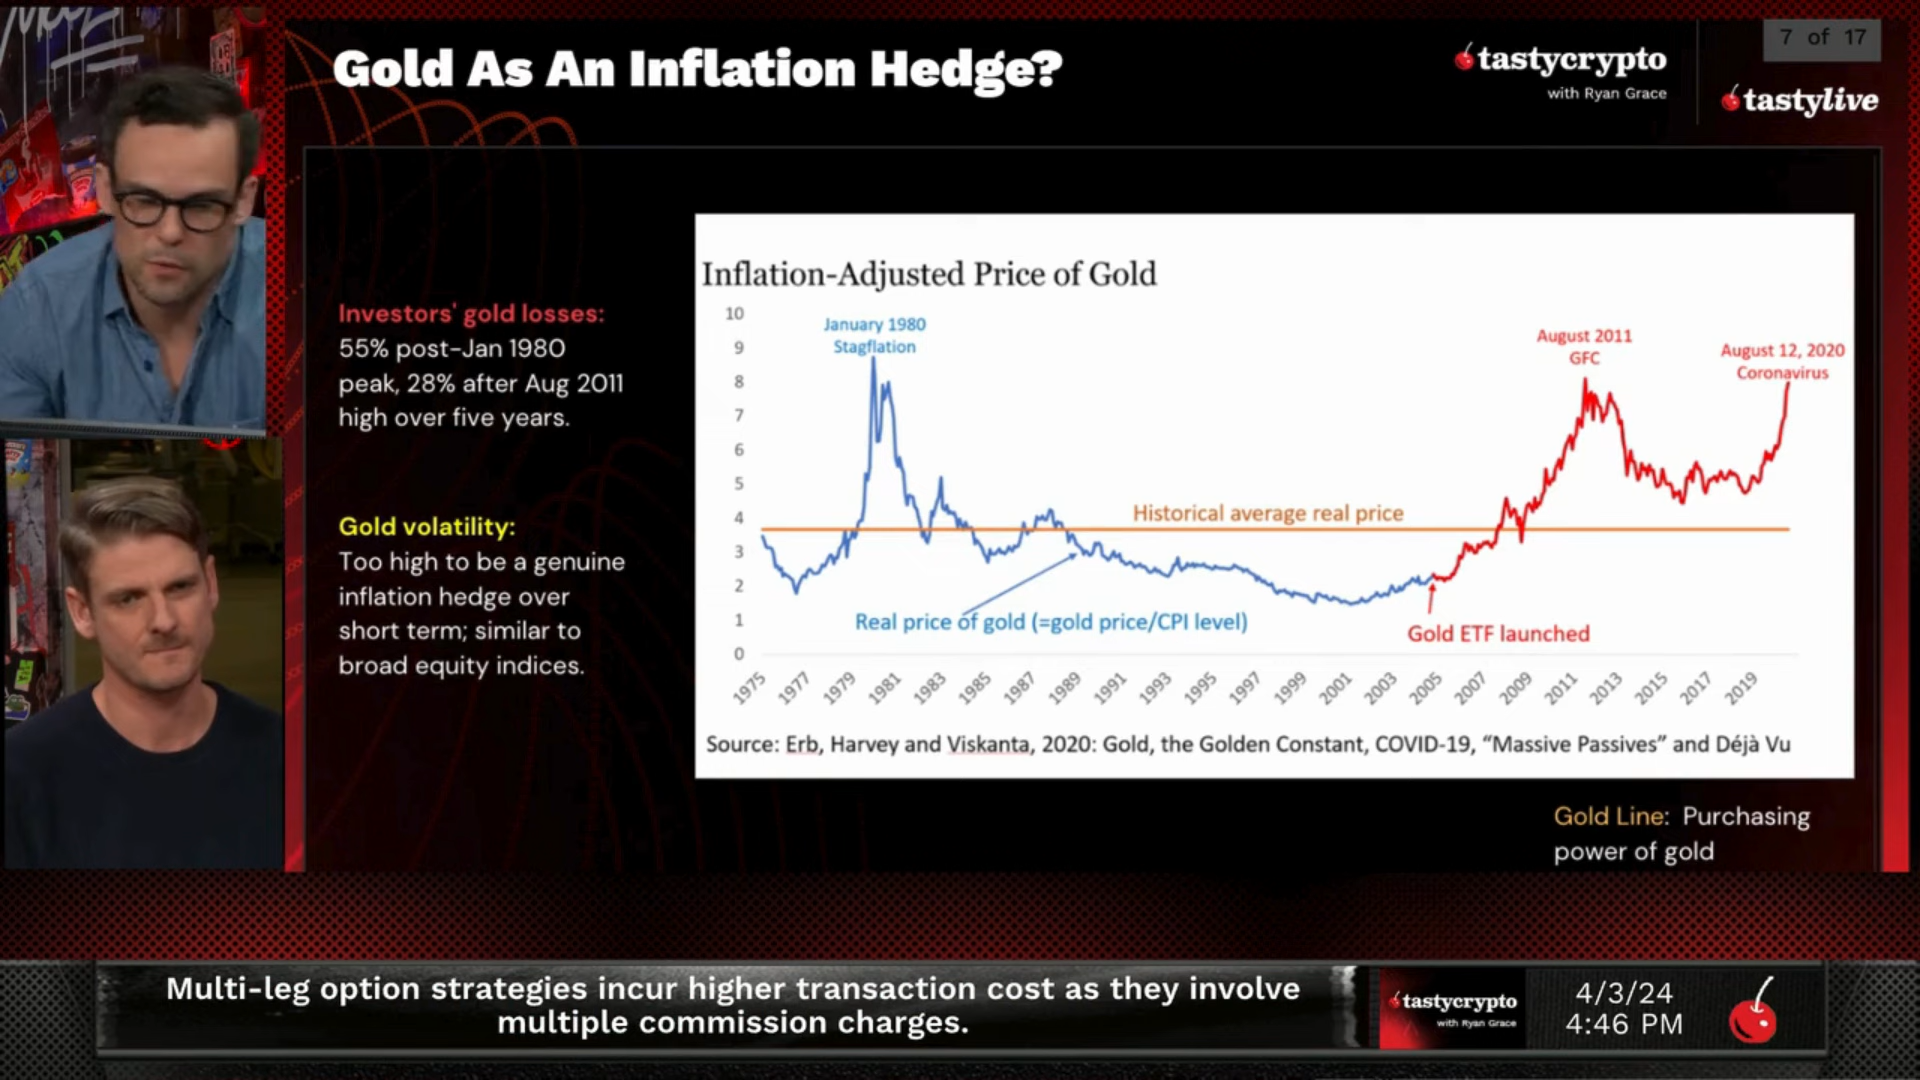 Gold As An Inflation Hedge?
tastycrypto
with Ryan Grace
7 of 17
tastylive
Investors' gold losses:
55% post-Jan 1980
peak, 28% after Aug 2011
high over five years.
Gold volatility:
Too high to be a genuine
inflation hedge over
short term; similar to
broad equity indices.
Inflation-Adjusted Price of Gold
10
9
8
7
6
5
4
3
2
1
0
January 1980
Stagflation
August 2011
GFC
August 12, 2020
Coronavirus
Historical average real price
Real price of gold (=gold price/CPI level)
Gold ETF launched
1975
1977
1979
1981
1983
1985
1987
1989
1991
1993
1995
1997
1999
2001
2003
2005
2007
2009
2011
2013
2015
2017
2019
Source: Erb, Harvey and Viskanta, 2020: Gold, the Golden Constant, COVID-19, “Massive Passives” and Déjà Vu
Gold Line: Purchasing
power of gold
Multi-leg option strategies incur higher transaction cost as they involve
multiple commission charges.
tastycrypto
with Ryan Grace
4/3/24
4:46 PM